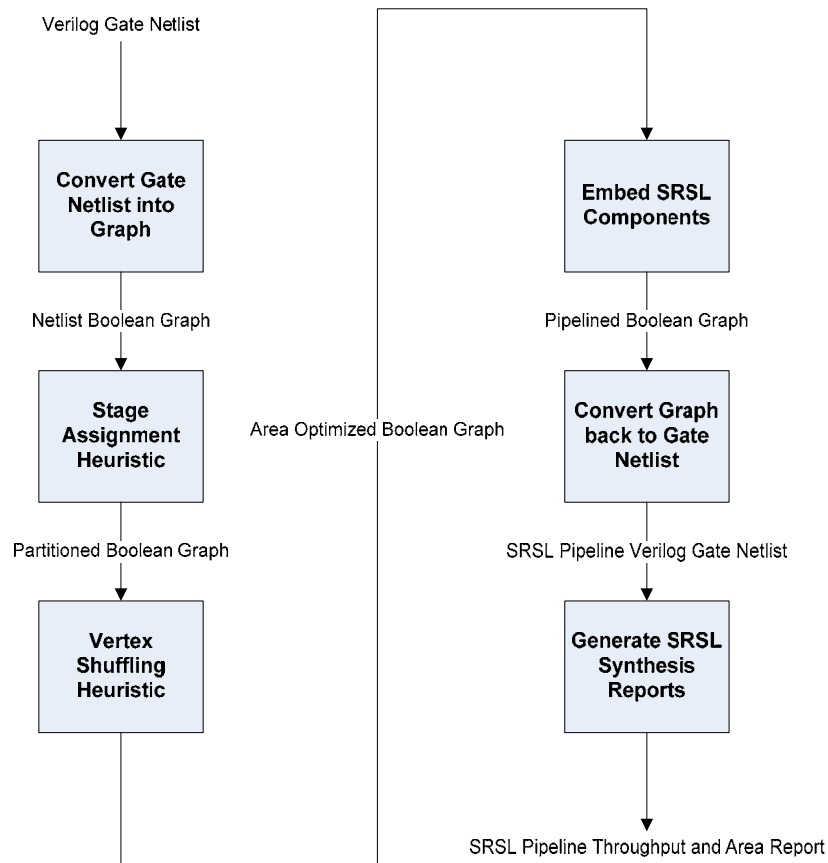 Verilog Gate Netlist
Convert Gate
Netlist into
Graph
Netlist Boolean Graph
Stage
Assignment
Heuristic
Partitioned Boolean Graph
Vertex
Shuffling
Heuristic
Area Optimized Boolean Graph
Embed SRSL
Components
Pipelined Boolean Graph
Convert Graph
back to Gate
Netlist
SRSL Pipeline Verilog Gate Netlist
Generate SRSL
Synthesis
Reports
SRSL Pipeline Throughput and Area Report